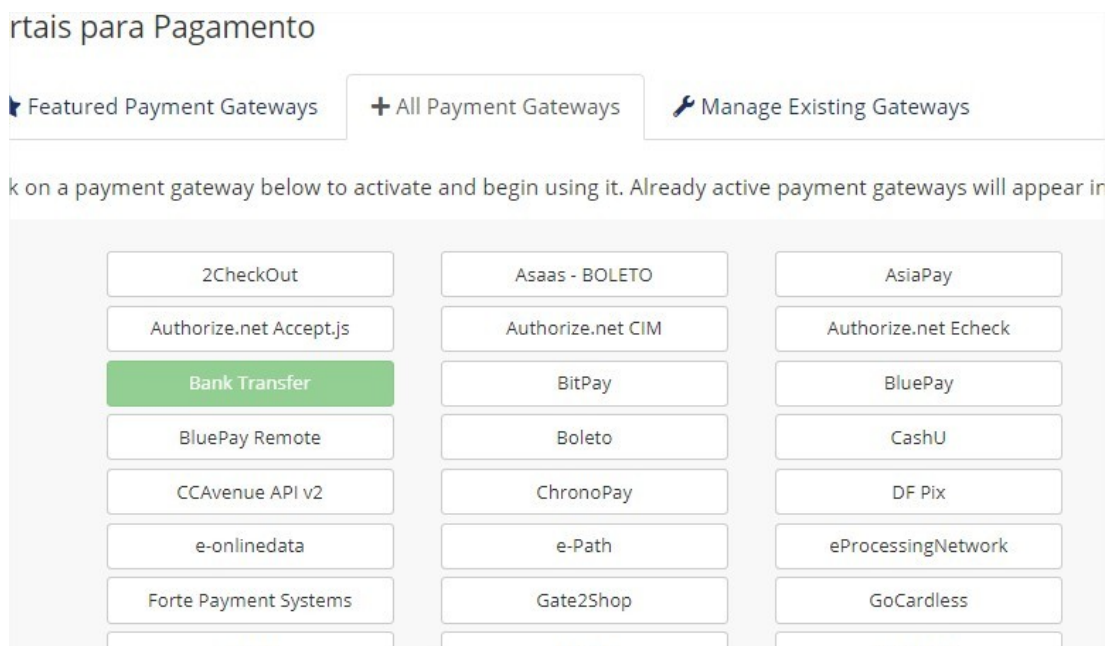 rtais para Pagamento
Featured Payment Gateways
All Payment Gateways
Manage Existing Gateways
k on a payment gateway below to activate and begin using it. Already active payment gateways will appear in
2CheckOut
Asaas - BOLETO
AsiaPay
Authorize.net Accept.js
Authorize.net CIM
Authorize.net Echeck
Bank Transfer
BitPay
BluePay
BluePay Remote
Boleto
CashU
CCAvenue API v2
ChronoPay
DF Pix
e-onlinedata
e-Path
eProcessingNetwork
Forte Payment Systems
Gate2Shop
GoCardless